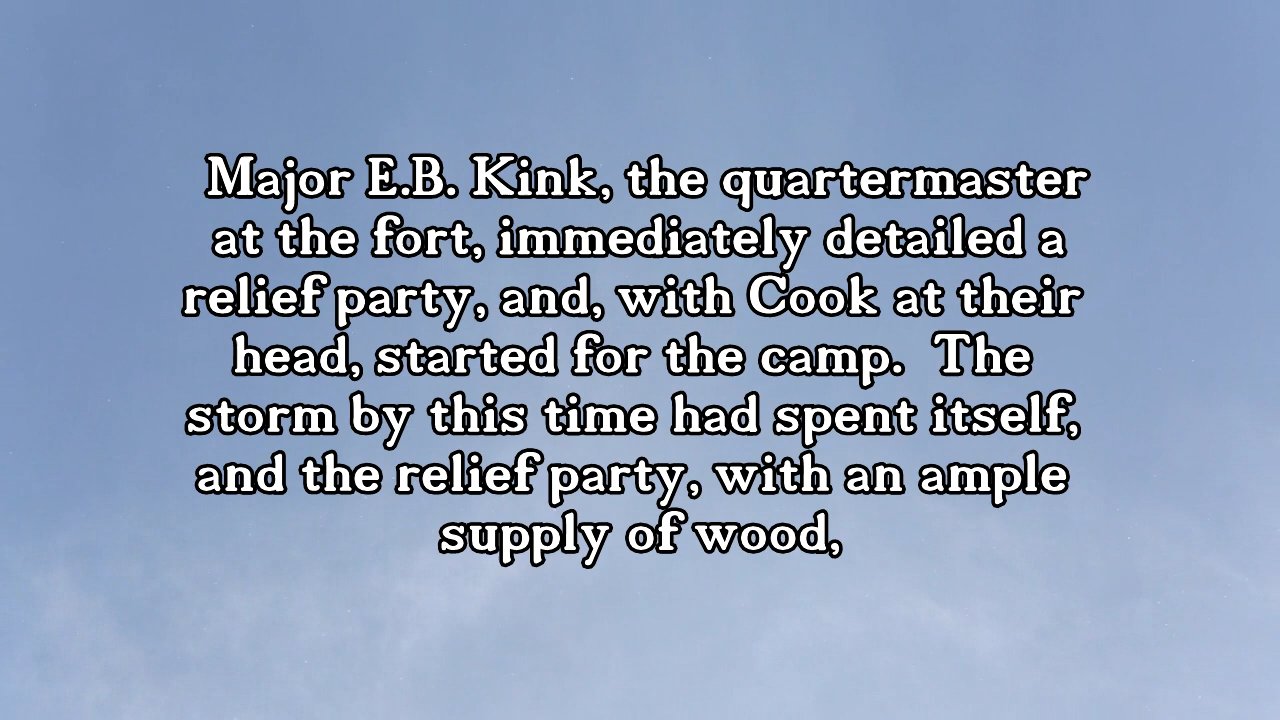 Major E.B. Kink, the quartermaster
at the fort, immediately detailed a
relief party, and, with Cook at their
head, started for the camp.  The
storm by this time had spent itself,
and the relief party, with an ample
supply of wood,